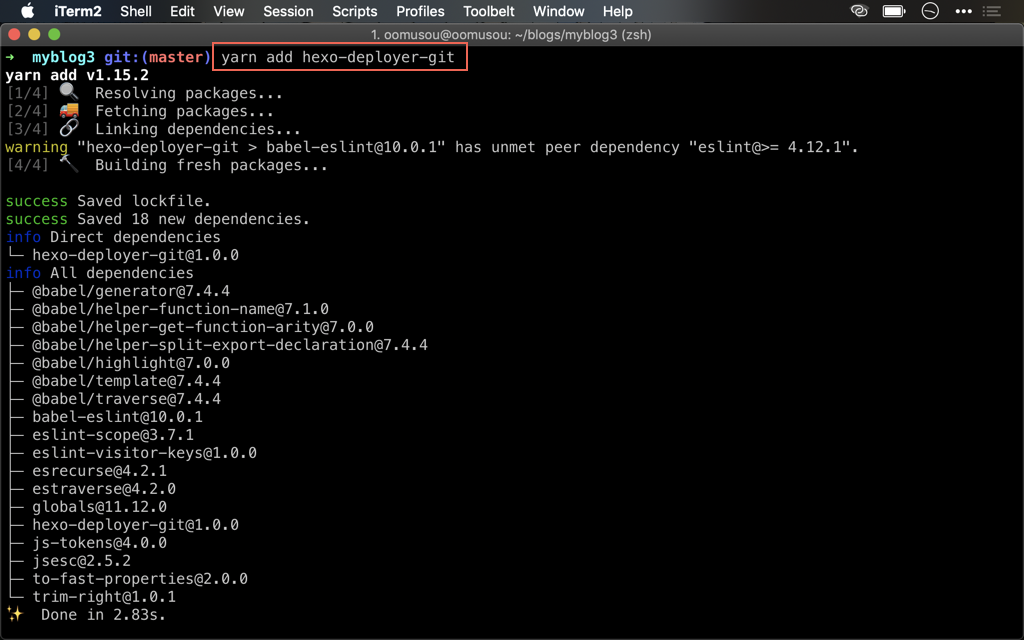 iTerm2 Shell Edit View Session Scripts Profiles Toolbelt Window Help
1. oomusou@oomusou: ~/blogs/myblog3 (zsh)
➜ myblog3 git:(master) yarn add hexo-deployer-git
yarn add v1.15.2
[1/4] 🔍 Resolving packages...
[2/4] 🚚 Fetching packages...
[3/4] 🔗 Linking dependencies...
warning "hexo-deployer-git > babel-eslint@10.0.1" has unmet peer dependency "eslint@>= 4.12.1".
[4/4] 🔨 Building fresh packages...
success Saved lockfile.
success Saved 18 new dependencies.
info Direct dependencies
└─ hexo-deployer-git@1.0.0
info All dependencies
├─ @babel/generator@7.4.4
├─ @babel/helper-function-name@7.1.0
├─ @babel/helper-get-function-arity@7.0.0
├─ @babel/helper-split-export-declaration@7.4.4
├─ @babel/highlight@7.0.0
├─ @babel/template@7.4.4
├─ @babel/traverse@7.4.4
├─ babel-eslint@10.0.1
├─ eslint-scope@3.7.1
├─ eslint-visitor-keys@1.0.0
├─ esrecurse@4.2.1
├─ estraverse@4.2.0
├─ globals@11.12.0
├─ hexo-deployer-git@1.0.0
├─ js-tokens@4.0.0
├─ jsesc@2.5.2
├─ to-fast-properties@2.0.0
└─ trim-right@1.0.1
✨ Done in 2.83s.